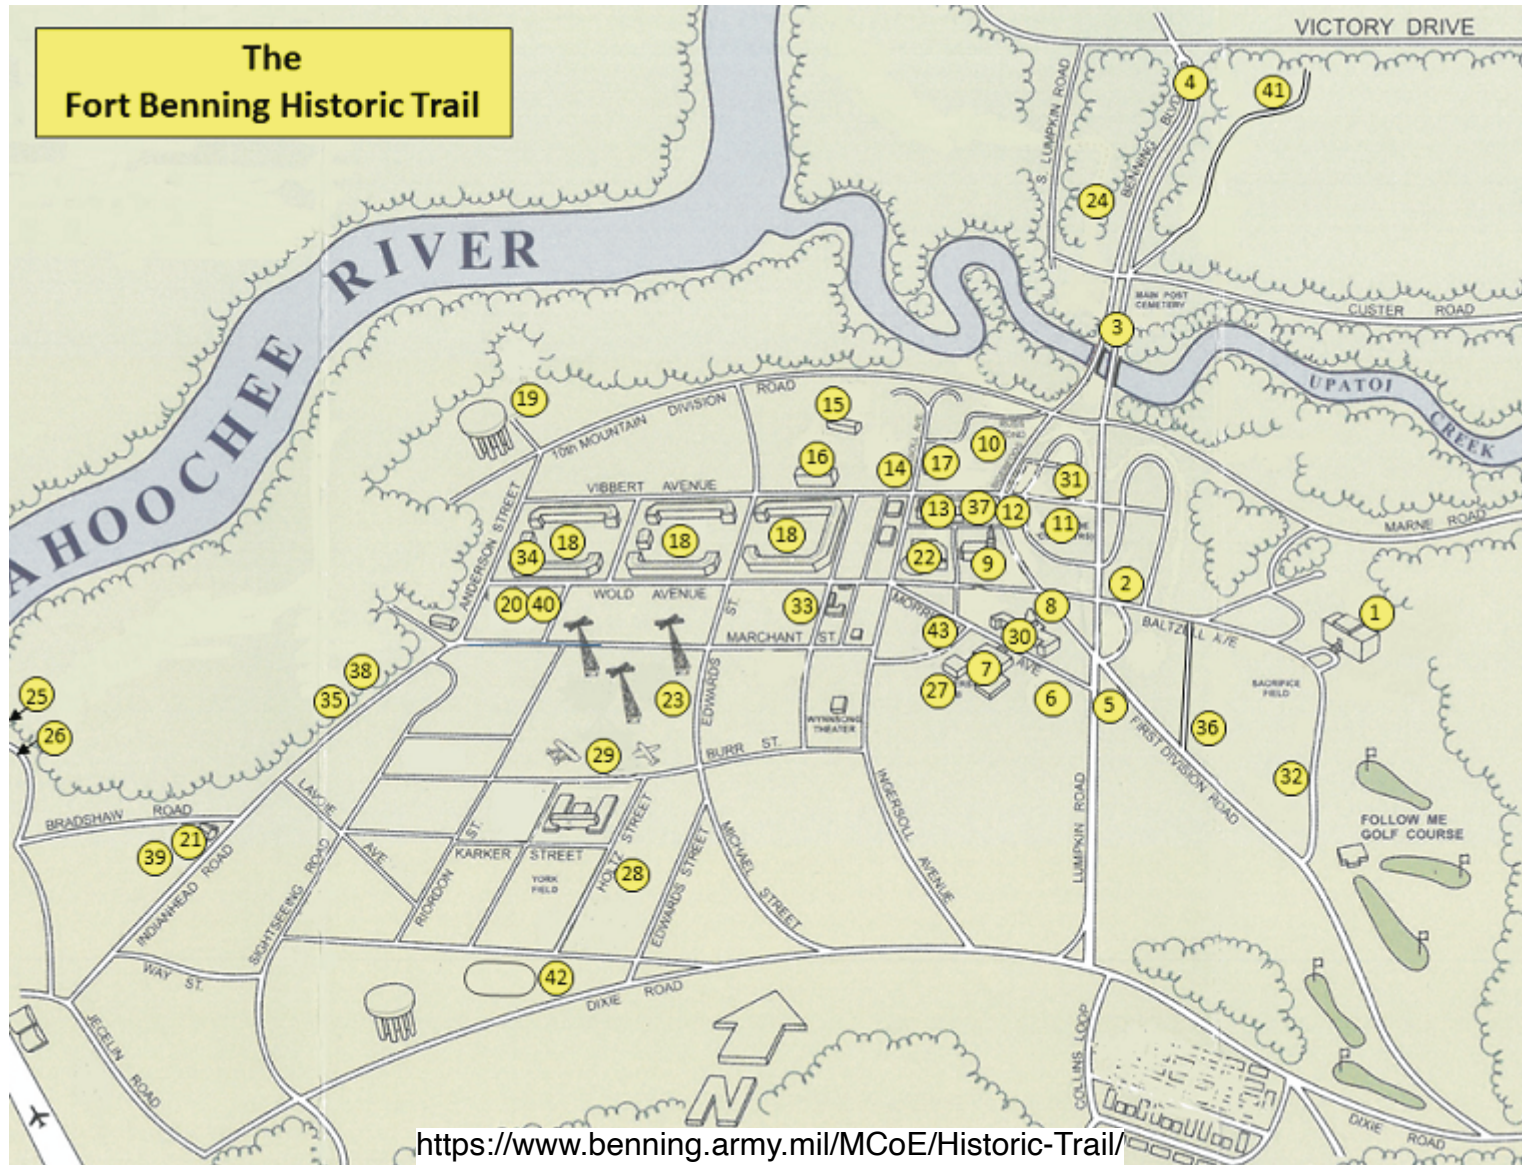 The
Fort Benning Historic Trail
VICTORY DRIVE
4
41
S. LUMPKIN ROAD
BENNING BLVD
24
RIVER
AHOOCHEE
MAIN POST
CEMETERY
CUSTER ROAD
3
UPATOI
CREEK
19
10th MOUNTAIN DIVISION ROAD
15
10
16
14
17
31
VIBBERT AVENUE
13
37
12
11
MARNE ROAD
18
18
18
34
22
9
ANDERSON STREET
20
40
WOLD AVENUE
ST.
33
2
8
1
MARCHANT ST.
43
30
AVE
BALTZELL AVE
38
35
25
26
23
EDWARDS
27
7
6
5
SACRIFICE
FIELD
WYNNSONG
THEATER
36
FIRST DIVISION ROAD
29
BURR ST.
32
LAVOIE
AVE
BRADSHAW ROAD
21
39
INGERSOLL AVENUE
LUMPKIN ROAD
FOLLOW ME
GOLF COURSE
KARKER STREET
ST.
YORK
FIELD
HOLTZ STREET
28
MICHAEL STREET
INDIANHEAD ROAD
SIGHTSEEING ROAD
RIORDON
EDWARDS STREET
WAY ST.
42
DIXIE ROAD
JECELIN ROAD
COLLINS LOOP
N
DIXIE ROAD
https://www.benning.army.mil/MCoE/Historic-Trail/